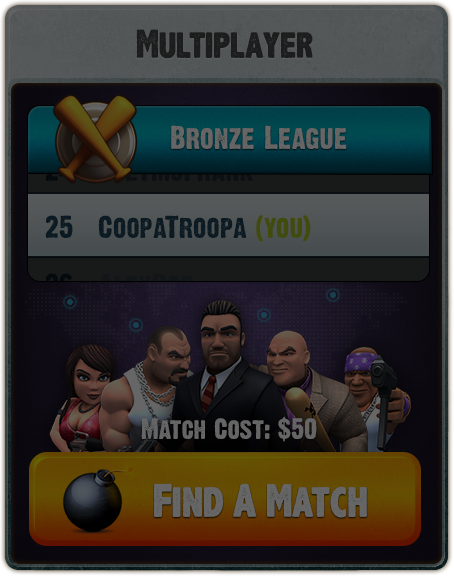 Multiplayer
Bronze League
25 CoopaTroopa (you)
Match Cost: $50
Find A Match